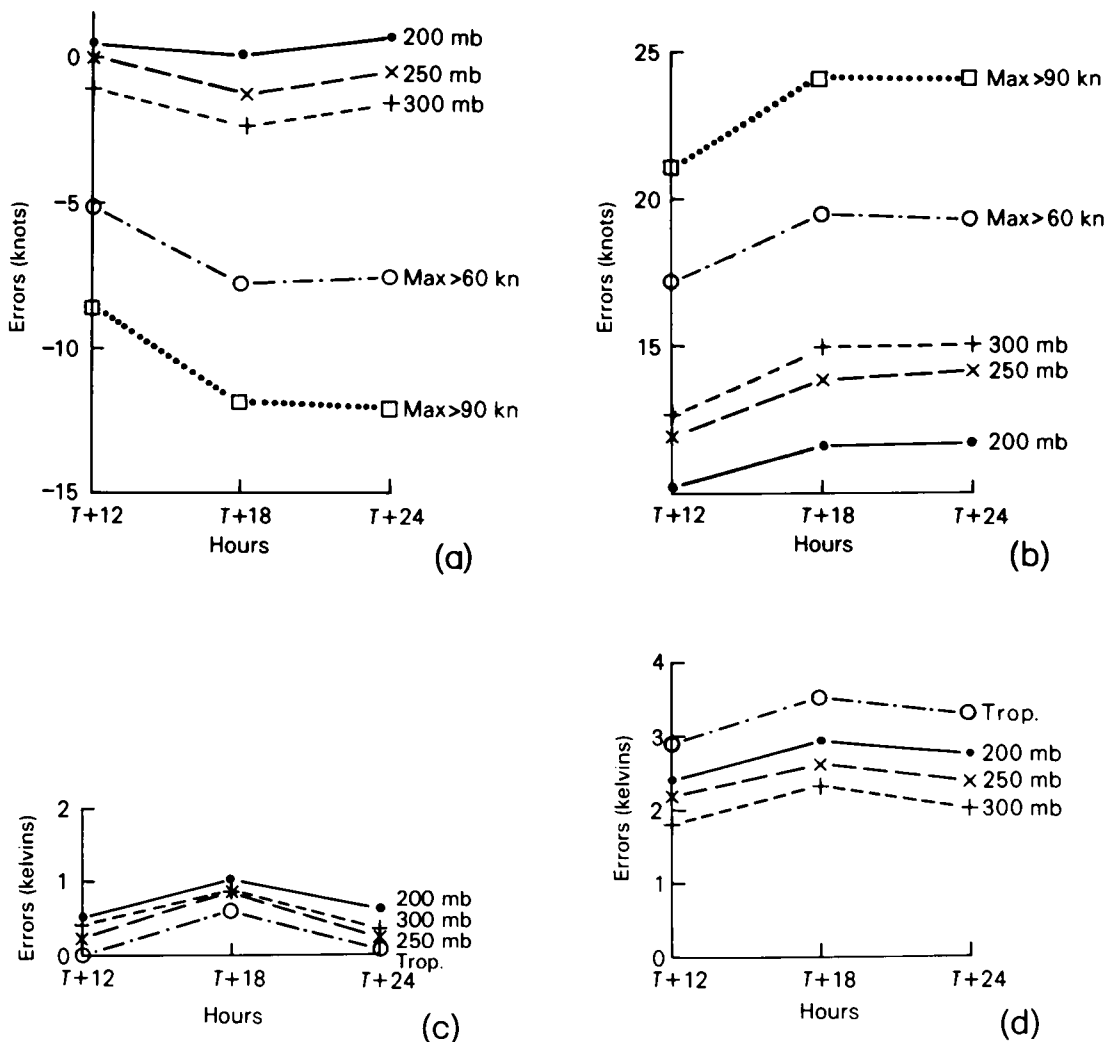 0
-5
-10
-15
Errors (knots)
200 mb
250 mb
300 mb
Max>60 kn
Max>90 kn
T+12 T+18 T+24
Hours
(a)
25
20
15
Errors (knots)
Max>90 kn
Max>60 kn
300 mb
250 mb
200 mb
T+12 T+18 T+24
Hours
(b)
2
1
0
Errors (kelvins)
200 mb
300 mb
250 mb
Trop.
T+12 T+18 T+24
Hours
(c)
4
3
2
1
0
Errors (kelvins)
Trop.
200 mb
250 mb
300 mb
T+12 T+18 T+24
Hours
(d)